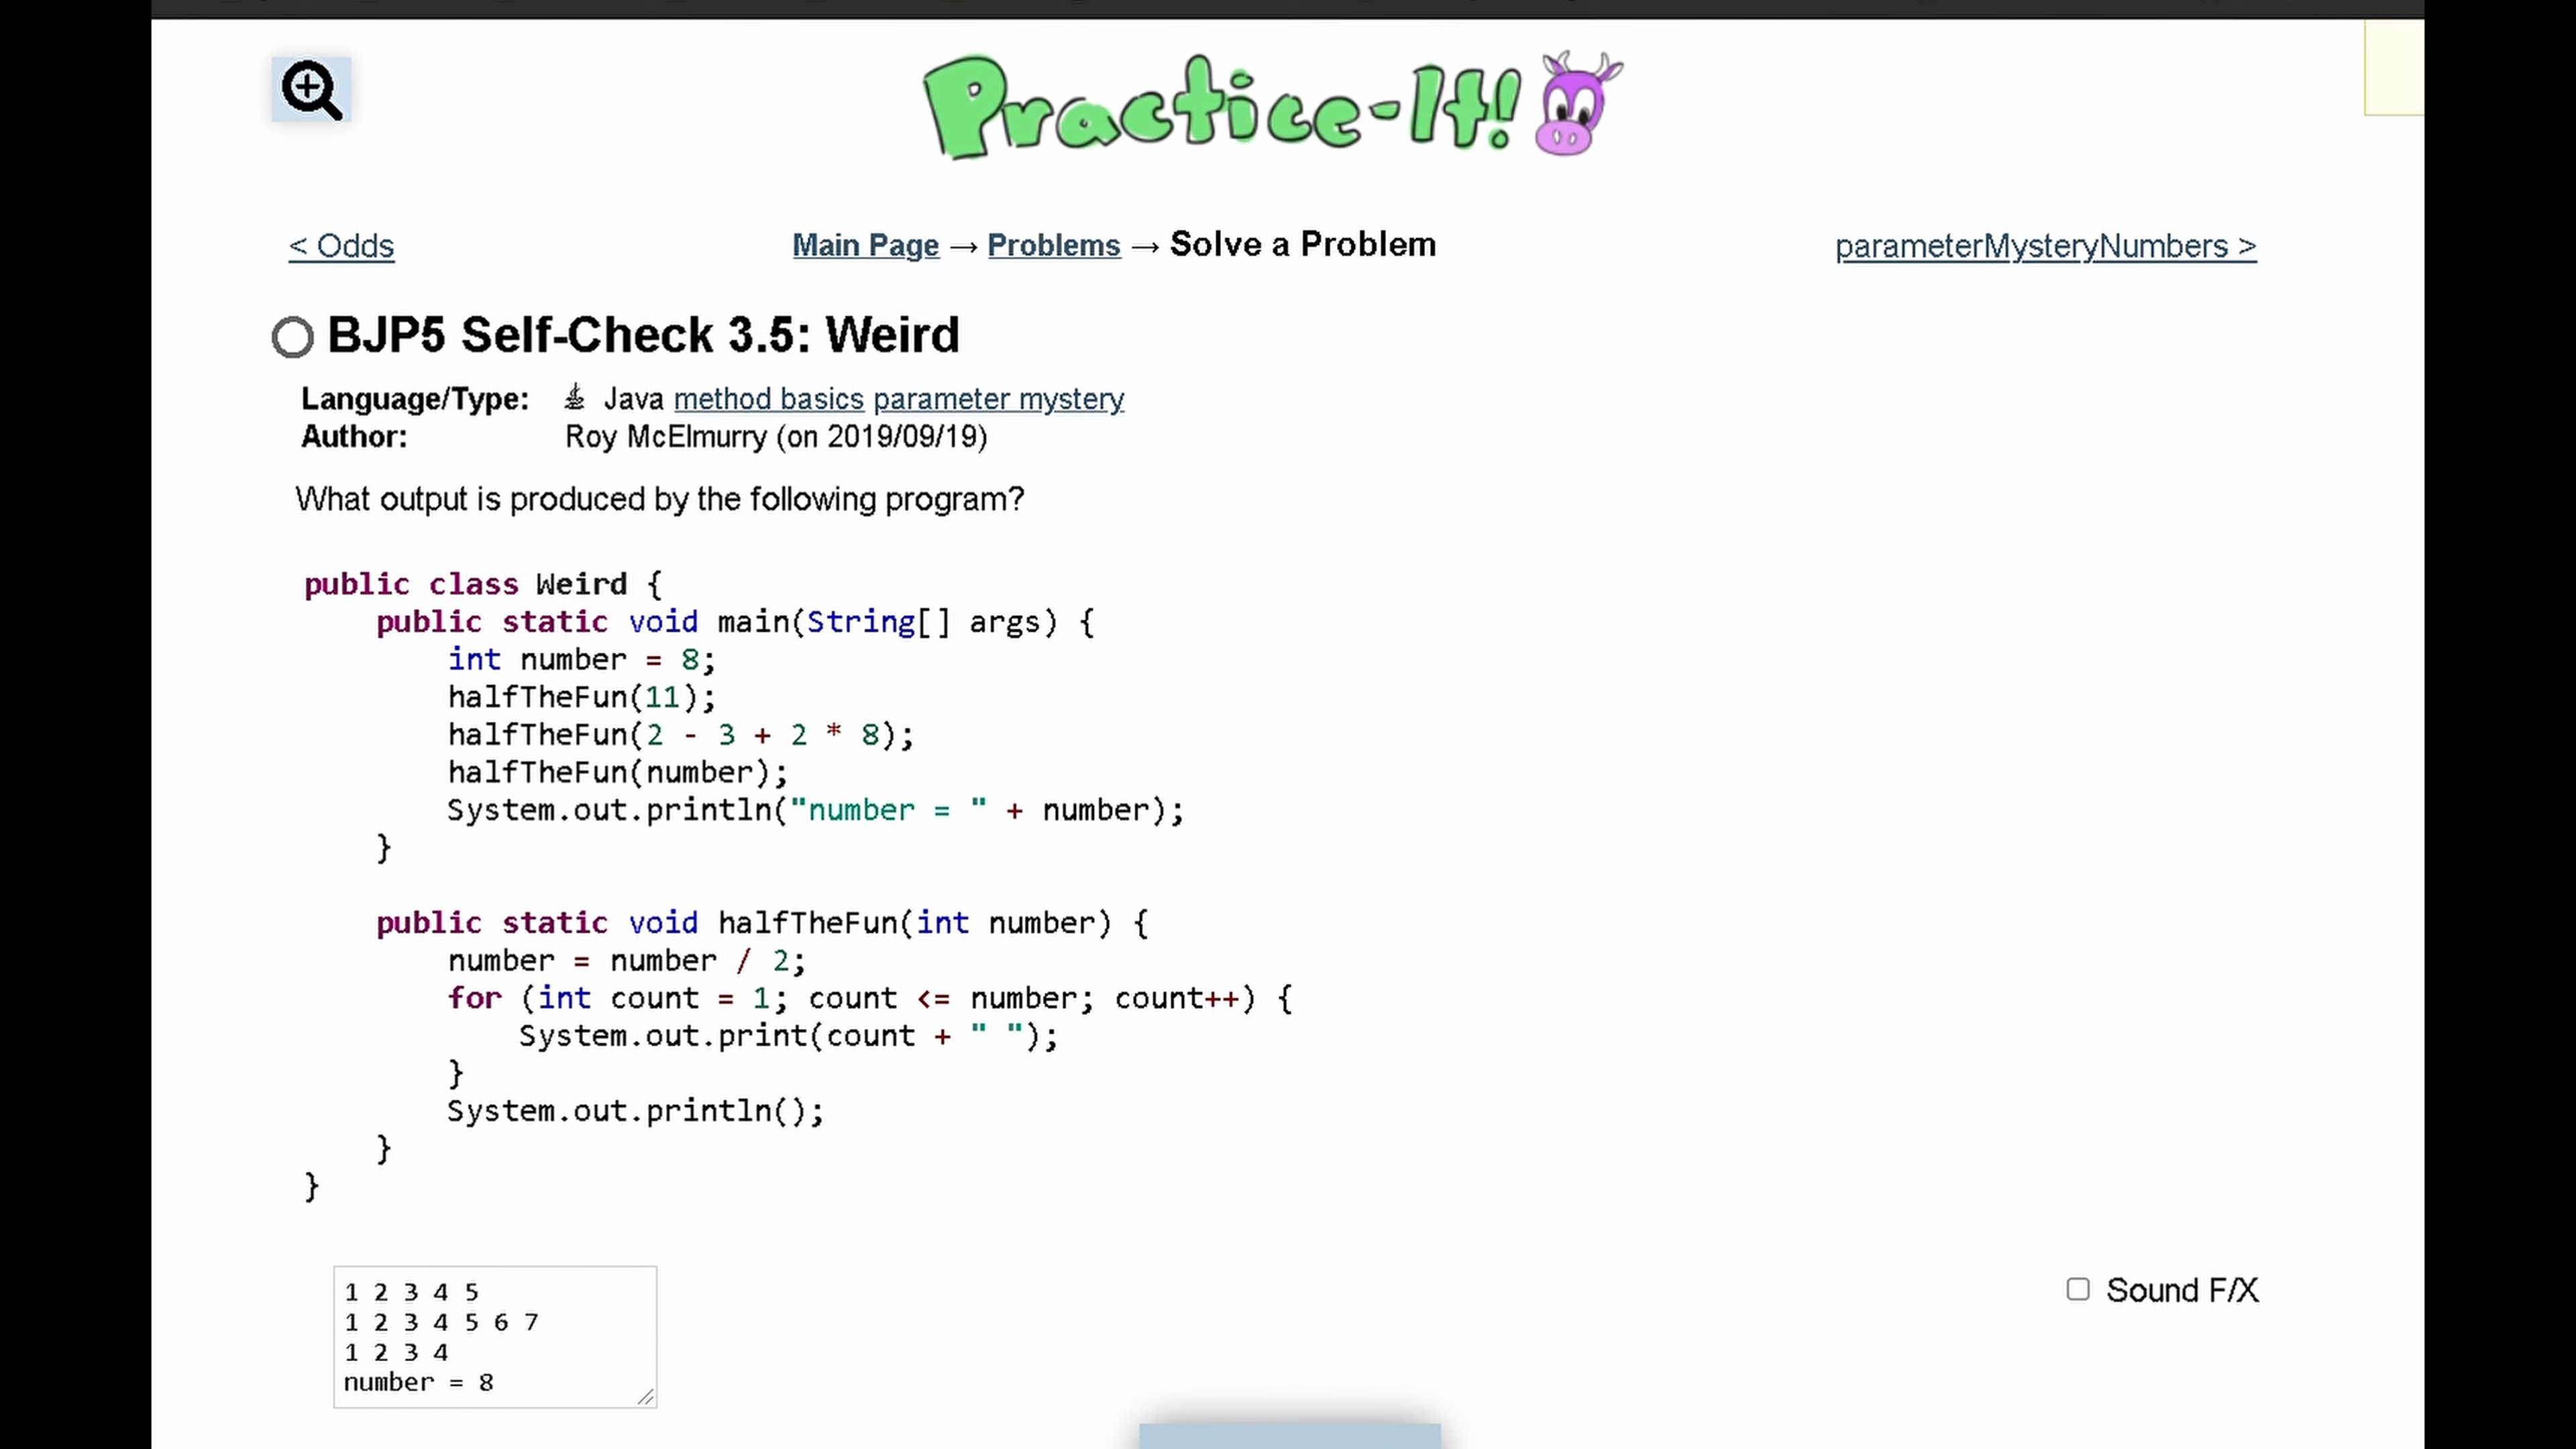 Practice-It!
< Odds
Main Page → Problems → Solve a Problem
parameterMysteryNumbers >
BJP5 Self-Check 3.5: Weird
Language/Type: Java method basics parameter mystery
Author: Roy McElmurry (on 2019/09/19)
What output is produced by the following program?
public class Weird {
    public static void main(String[] args) {
        int number = 8;
        halfTheFun(11);
        halfTheFun(2 - 3 + 2 * 8);
        halfTheFun(number);
        System.out.println("number = " + number);
    }

    public static void halfTheFun(int number) {
        number = number / 2;
        for (int count = 1; count <= number; count++) {
            System.out.print(count + " ");
        }
        System.out.println();
    }
}
1 2 3 4 5
1 2 3 4 5 6 7
1 2 3 4
number = 8
Sound F/X